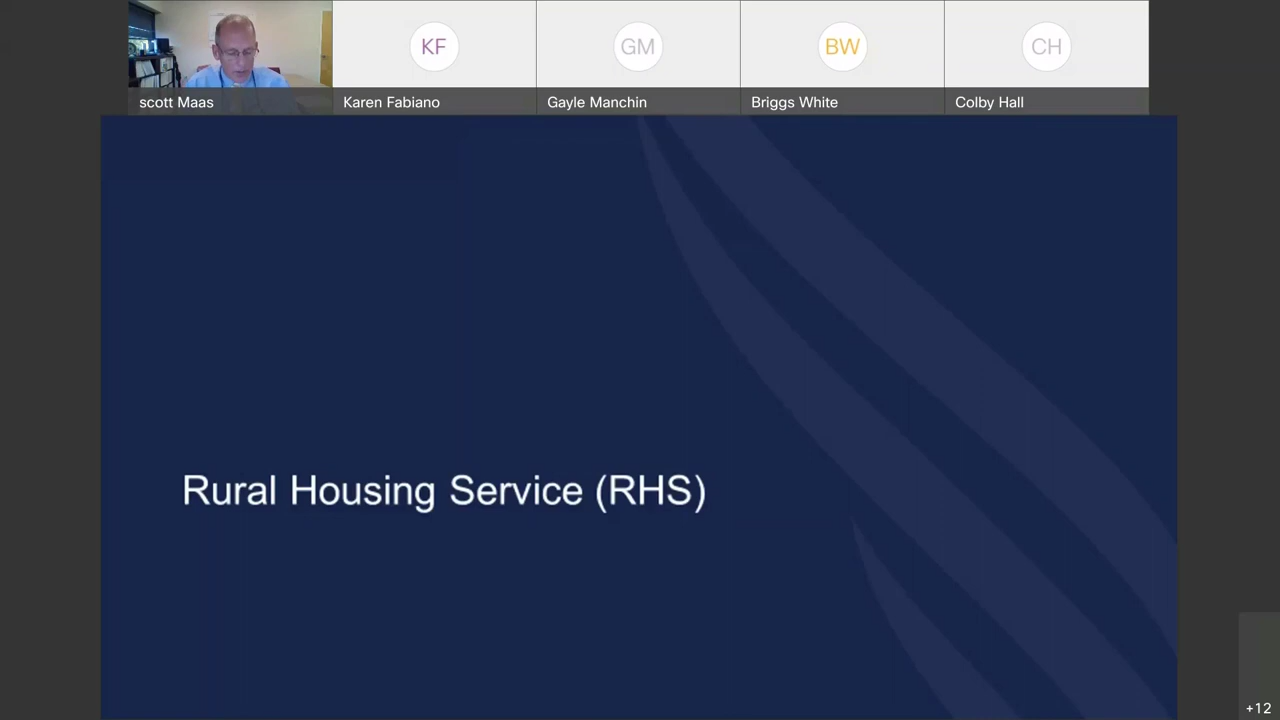 KF
GM
BW
CH
scott Maas
Karen Fabiano
Gayle Manchin
Briggs White
Colby Hall
Rural Housing Service (RHS)
+12